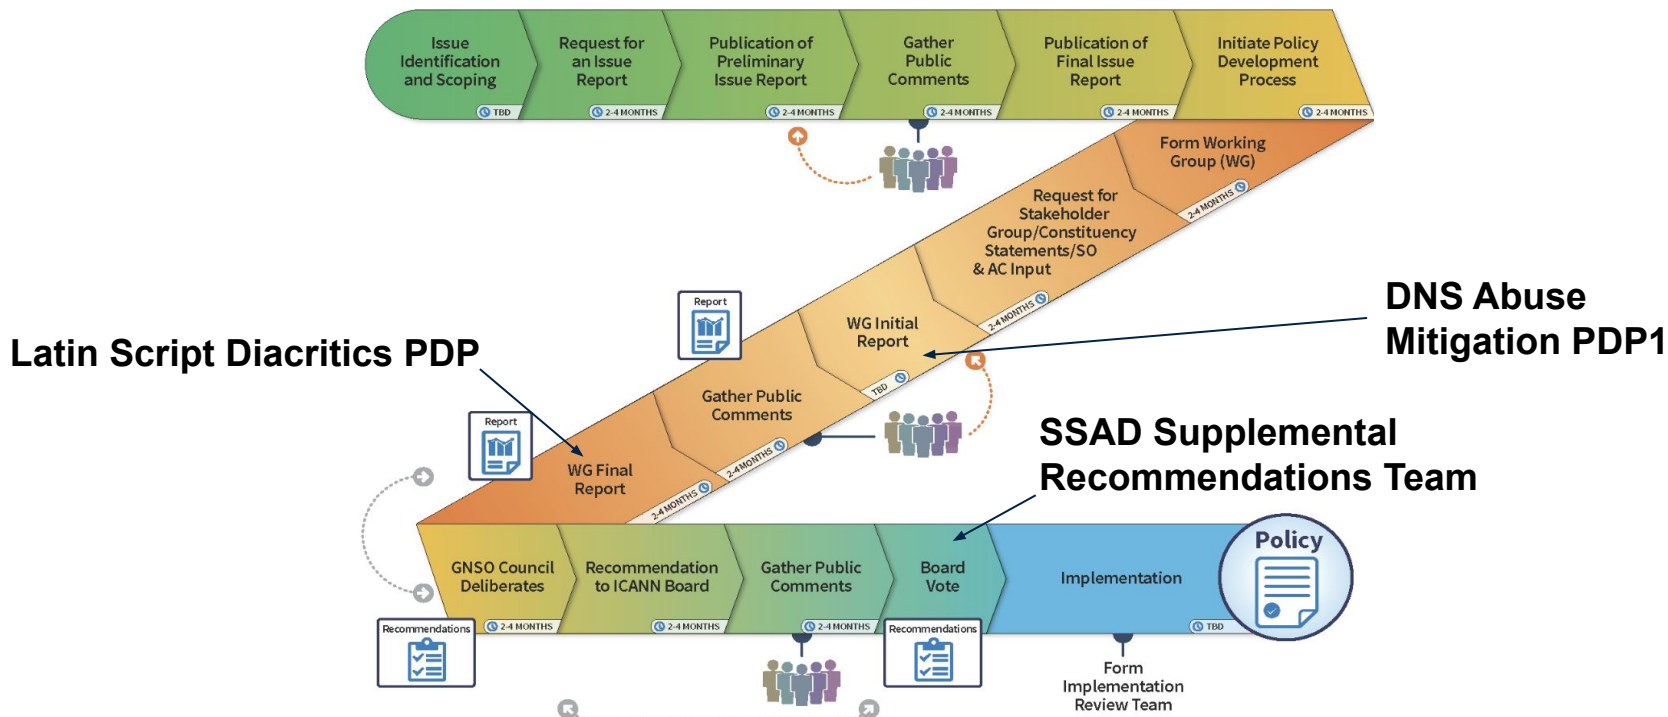 Issue
Identification
and Scoping
TBD
Request for
an Issue
Report
2-4 MONTHS
Publication of
Preliminary
Issue Report
2-4 MONTHS
Gather
Public
Comments
2-4 MONTHS
Publication of
Final Issue
Report
2-4 MONTHS
Initiate Policy
Development
Process
2-4 MONTHS
Form Working
Group (WG)
2-4 MONTHS
Request for
Stakeholder
Group/Constituency
Statements/SO
& AC Input
2-4 MONTHS
DNS Abuse
Mitigation PDP1
WG Initial
Report
TBD
Report
Latin Script Diacritics PDP
Gather Public
Comments
2-4 MONTHS
Report
WG Final
Report
2-4 MONTHS
SSAD Supplemental
Recommendations Team
GNSO Council
Deliberates
2-4 MONTHS
Recommendations
Recommendation
to ICANN Board
2-4 MONTHS
Gather Public
Comments
2-4 MONTHS
Board
Vote
Recommendations
Implementation
TBD
Policy
Form
Implementation
Review Team